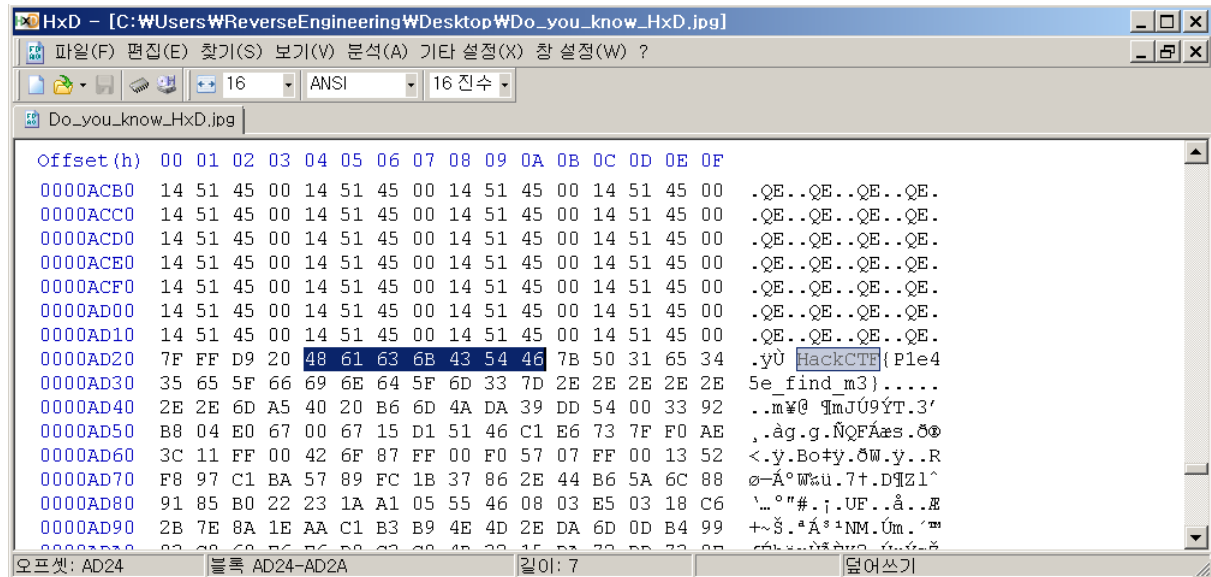 HxD - [C:₩Users₩ReverseEngineering₩Desktop₩Do_you_know_HxD.jpg]
파일(F) 편집(E) 찾기(S) 보기(V) 분석(A) 기타 설정(X) 창 설정(W) ?
16 ANSI 16 진수
Do_you_know_HxD.jpg
Offset(h) 00 01 02 03 04 05 06 07 08 09 0A 0B 0C 0D 0E 0F
0000ACB0 14 51 45 00 14 51 45 00 14 51 45 00 14 51 45 00 .QE..QE..QE..QE.
0000ACC0 14 51 45 00 14 51 45 00 14 51 45 00 14 51 45 00 .QE..QE..QE..QE.
0000ACD0 14 51 45 00 14 51 45 00 14 51 45 00 14 51 45 00 .QE..QE..QE..QE.
0000ACE0 14 51 45 00 14 51 45 00 14 51 45 00 14 51 45 00 .QE..QE..QE..QE.
0000ACF0 14 51 45 00 14 51 45 00 14 51 45 00 14 51 45 00 .QE..QE..QE..QE.
0000AD00 14 51 45 00 14 51 45 00 14 51 45 00 14 51 45 00 .QE..QE..QE..QE.
0000AD10 14 51 45 00 14 51 45 00 14 51 45 00 14 51 45 00 .QE..QE..QE..QE.
0000AD20 7F FF D9 20 48 61 63 6B 43 54 46 7B 50 31 65 34 .ÿÙ HackCTF{P1e4
0000AD30 35 65 5F 66 69 6E 64 5F 6D 33 7D 2E 2E 2E 2E 2E 5e_find_m3}.....
0000AD40 2E 2E 6D A5 40 20 B6 6D 4A DA 39 DD 54 00 33 92 ..m¥@ ¶mJÚ9ÝT.3’
0000AD50 B8 04 E0 67 00 67 15 D1 51 46 C1 E6 73 7F F0 AE ¸.àg.g.ÑQFÁæs.ð®
0000AD60 3C 11 FF 00 42 6F 87 FF 00 F0 57 07 FF 00 13 52 <.ÿ.Bo‡ÿ.ðW.ÿ..R
0000AD70 F8 97 C1 BA 57 89 FC 1B 37 86 2E 44 B6 5A 6C 88 ø—ÁºW‰ü.7†.D¶Zlˆ
0000AD80 91 85 B0 22 23 1A A1 05 55 46 08 03 E5 03 18 C6 ‘…°"#.¡.UF..å..Æ
0000AD90 2B 7E 8A 1E AA C1 B3 B9 4E 4D 2E DA 6D 0D B4 99 +~Š.ªÁ³¹NM.Úm.´™
오프셋: AD24 블록 AD24-AD2A 길이: 7 덮어쓰기